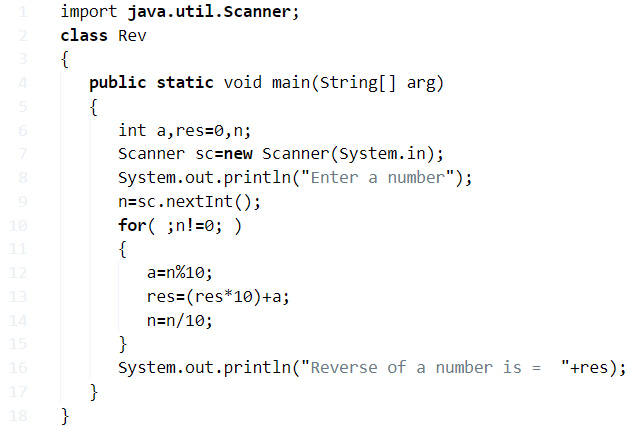 1 import java.util.Scanner;
2 class Rev
3 {
4 public static void main(String[] arg)
5 {
6 int a,res=0,n;
7 Scanner sc=new Scanner(System.in);
8 System.out.println("Enter a number");
9 n=sc.nextInt();
10 for( ;n!=0; )
11 {
12 a=n%10;
13 res=(res*10)+a;
14 n=n/10;
15 }
16 System.out.println("Reverse of a number is =  "+res);
17 }
18 }